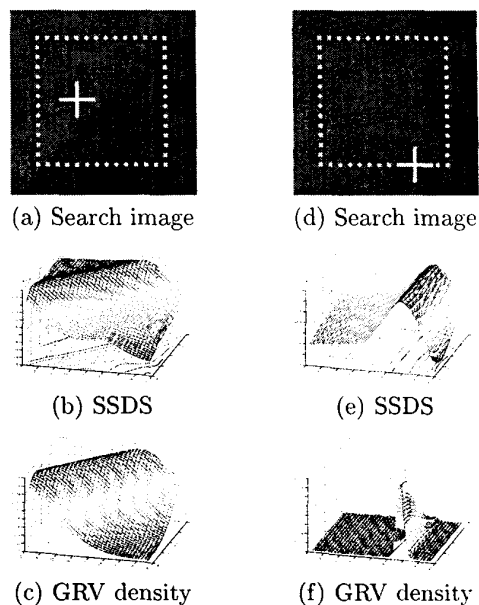 (a) Search image
(d) Search image
(b) SSDS
(e) SSDS
(c) GRV density
(f) GRV density